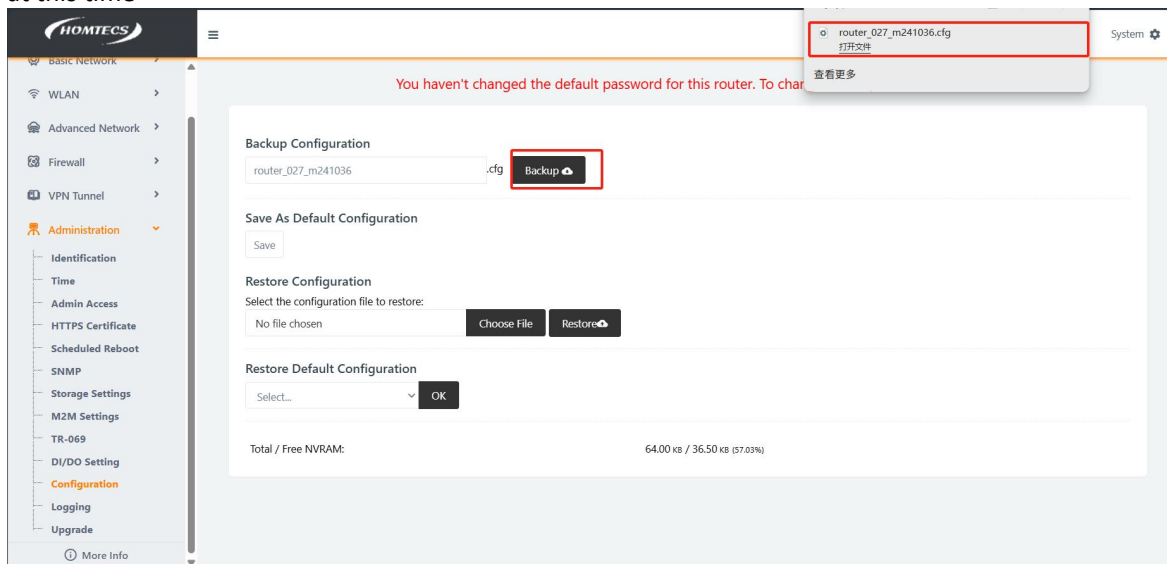 at this time
HOMTECS
router_027_m241036.cfg
打开文件
System
查看更多
Basic Network
You haven't changed the default password for this router. To char
WLAN
Advanced Network
Firewall
VPN Tunnel
Administration
Identification
Time
Admin Access
HTTPS Certificate
Scheduled Reboot
SNMP
Storage Settings
M2M Settings
TR-069
DI/DO Setting
Configuration
Logging
Upgrade
More Info
Backup Configuration
router_027_m241036 .cfg Backup
Save As Default Configuration
Save
Restore Configuration
Select the configuration file to restore:
No file chosen Choose File Restore
Restore Default Configuration
Select... OK
Total / Free NVRAM: 64.00 KB / 36.50 KB (57.03%)